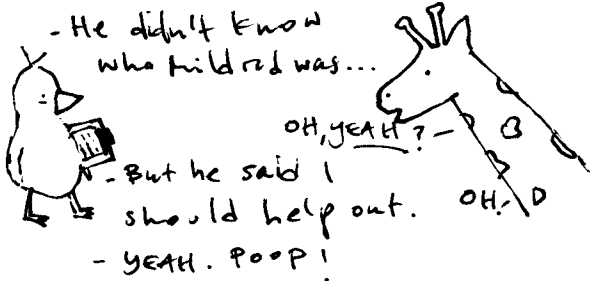 - He didn't know
who Mildred was...
OH, YEAH? -
- But he said I
should help out.
OH. -
- YEAH. POOP!